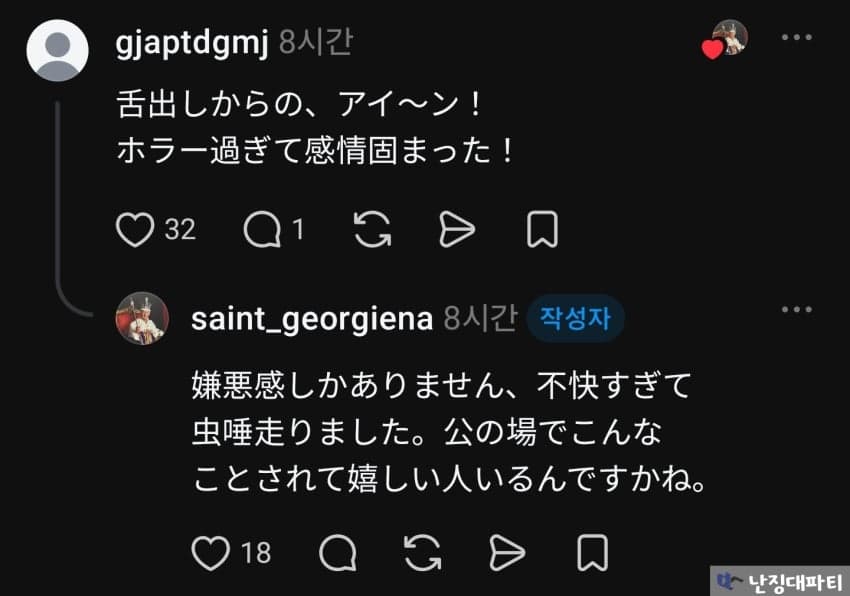 gjaptdgmj 8시간
舌出しからの、アイ～ン！
ホラー過ぎて感情固まった！
32 1
saint_georgiena 8시간 작성자
嫌悪感しかありません、不快すぎて
虫唾走りました。公の場でこんな
ことされて嬉しい人いるんですかね。
18
난징대파티